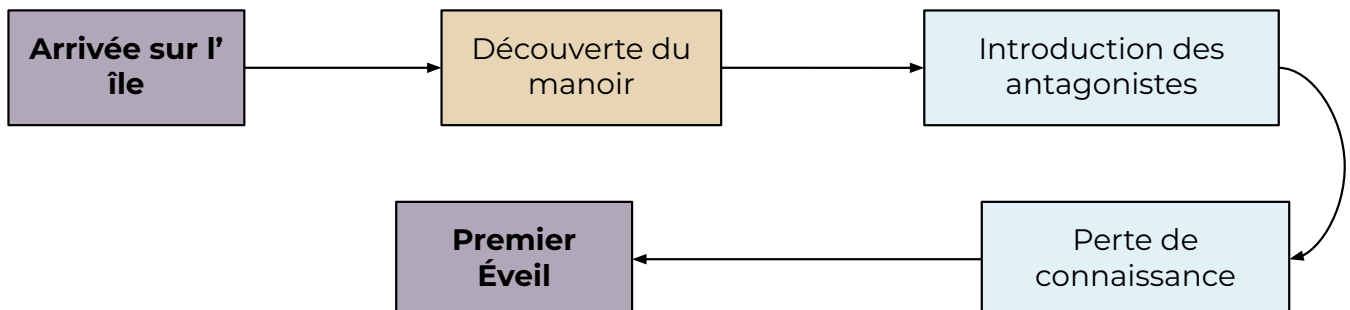 Arrivée sur l’
île
Découverte du
manoir
Introduction des
antagonistes
Perte de
connaissance
Premier
Éveil